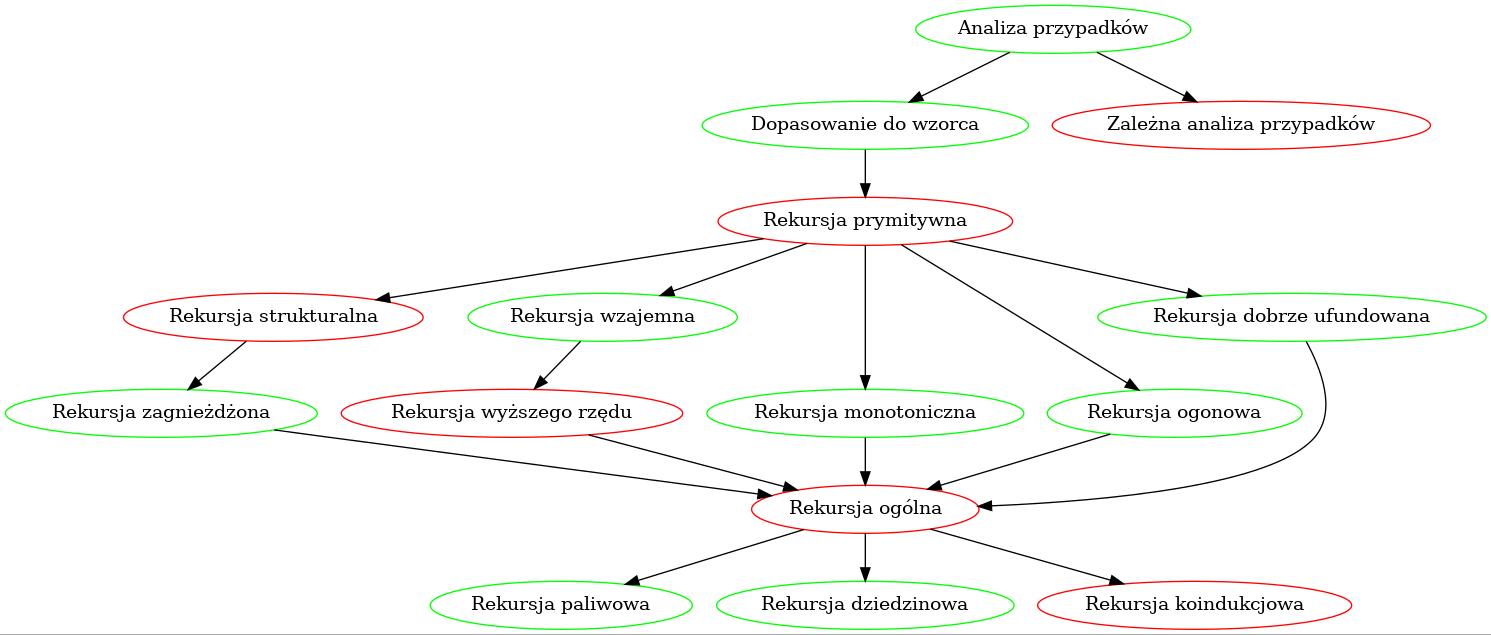 Analiza przypadków
Dopasowanie do wzorca
Zależna analiza przypadków
Rekursja prymitywna
Rekursja strukturalna
Rekursja wzajemna
Rekursja dobrze ufundowana
Rekursja zagnieżdżona
Rekursja wyższego rzędu
Rekursja monotoniczna
Rekursja ogonowa
Rekursja ogólna
Rekursja paliwowa
Rekursja dziedzinowa
Rekursja koindukcjowa